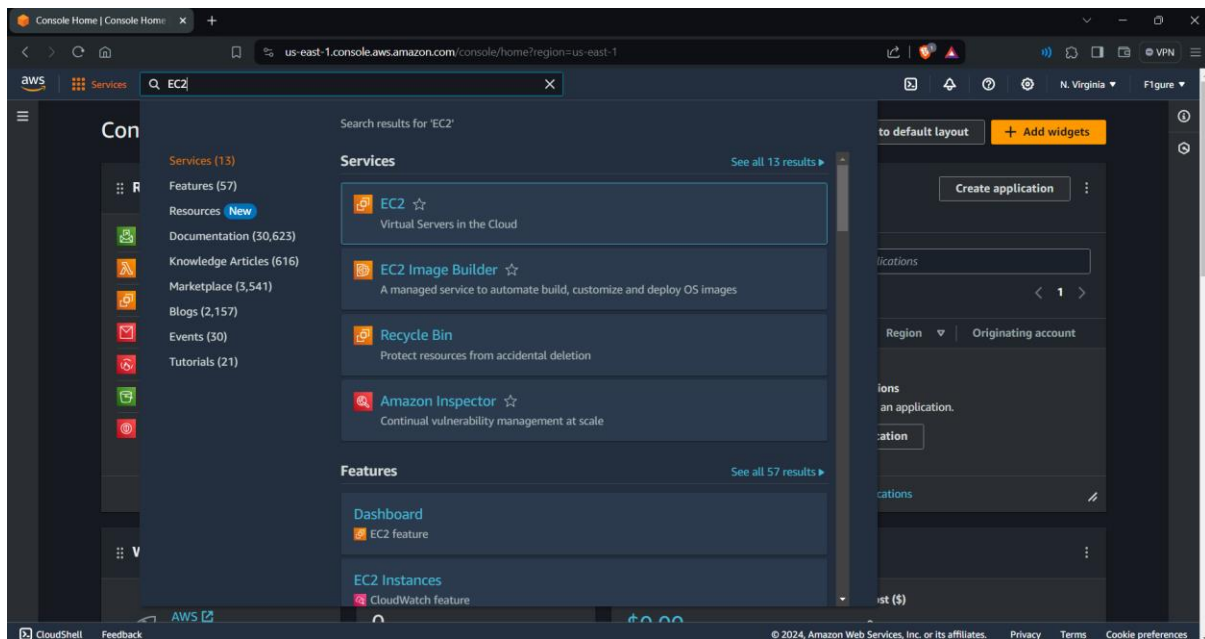 Console Home | Console Home
us-east-1.console.aws.amazon.com/console/home?region=us-east-1
VPN
aws
Services
EC2
N. Virginia
F1gure
Con
to default layout
+ Add widgets
Search results for 'EC2'
Services (13)
Features (57)
Resources New
Documentation (30,623)
Knowledge Articles (616)
Marketplace (3,541)
Blogs (2,157)
Events (30)
Tutorials (21)
Services
See all 13 results
EC2
Virtual Servers in the Cloud
EC2 Image Builder
A managed service to automate build, customize and deploy OS images
Recycle Bin
Protect resources from accidental deletion
Amazon Inspector
Continual vulnerability management at scale
Features
See all 57 results
Dashboard
EC2 feature
EC2 Instances
CloudWatch feature
R
Create application
lications
1
Region
Originating account
ions
an application.
cation
cations
W
ost ($)
AWS
0
$0.00
CloudShell
Feedback
© 2024, Amazon Web Services, Inc. or its affiliates.
Privacy
Terms
Cookie preferences